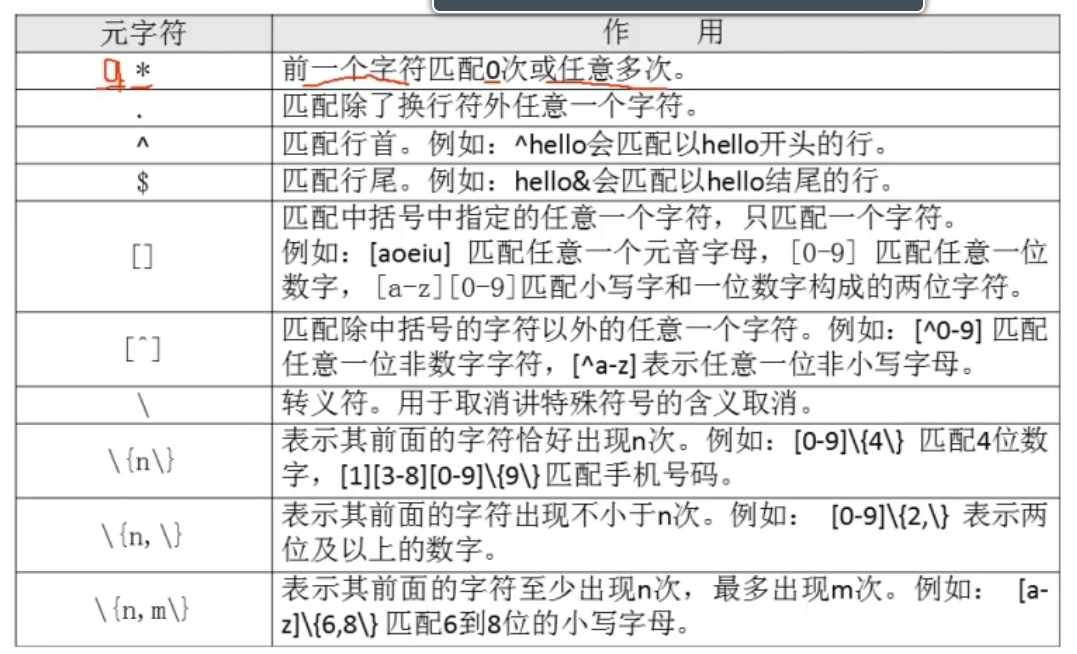 元字符 作 用
q * 前一个字符匹配0次或任意多次。
. 匹配除了换行符外任意一个字符。
^ 匹配行首。例如：^hello会匹配以hello开头的行。
$ 匹配行尾。例如：hello&会匹配以hello结尾的行。
[] 匹配中括号中指定的任意一个字符，只匹配一个字符。
例如：[aoeiu] 匹配任意一个元音字母，[0-9] 匹配任意一位
数字，[a-z][0-9]匹配小写字和一位数字构成的两位字符。
[^] 匹配除中括号的字符以外的任意一个字符。例如：[^0-9] 匹配
任意一位非数字字符，[^a-z]表示任意一位非小写字母。
\ 转义符。用于取消讲特殊符号的含义取消。
\{n\} 表示其前面的字符恰好出现n次。例如：[0-9]\{4\} 匹配4位数
字，[1][3-8][0-9]\{9\}匹配手机号码。
\{n,\} 表示其前面的字符出现不小于n次。例如： [0-9]\{2,\} 表示两
位及以上的数字。
\{n,m\} 表示其前面的字符至少出现n次，最多出现m次。例如： [a-
z]\{6,8\} 匹配6到8位的小写字母。